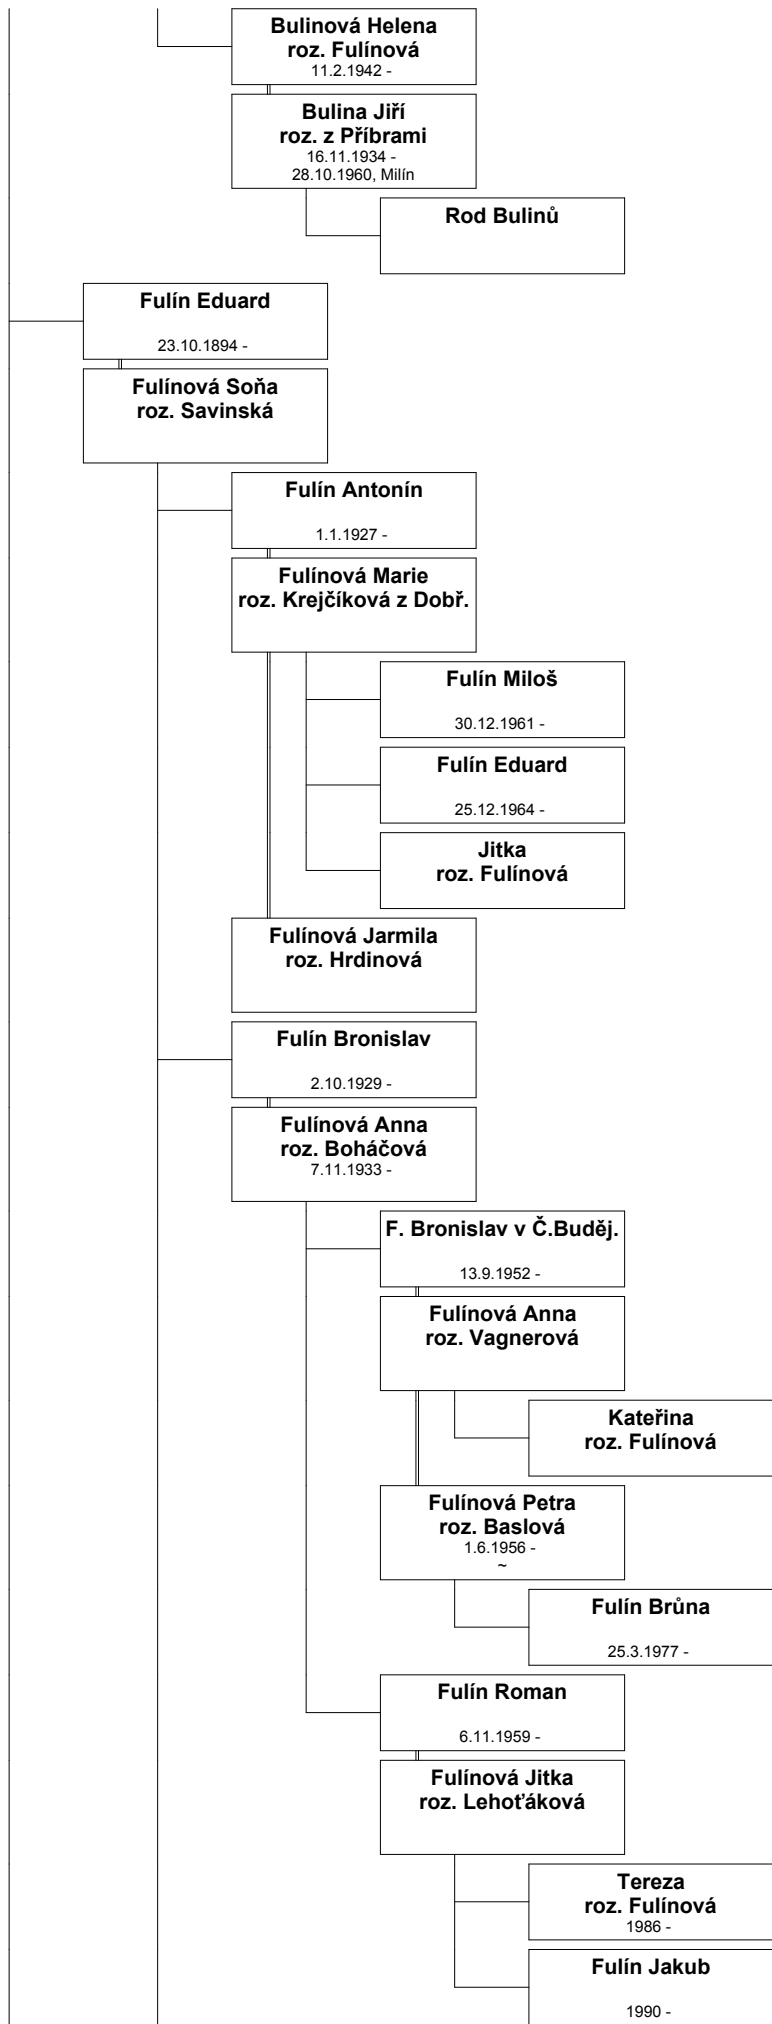 Bulinová Helena
roz. Fulínová
11.2.1942 -
Bulina Jiří
roz. z Příbrami
16.11.1934 -
28.10.1960, Milín
Rod Bulinů
Fulín Eduard
23.10.1894 -
Fulínová Soňa
roz. Savinská
Fulín Antonín
1.1.1927 -
Fulínová Marie
roz. Krejčíková z Dobř.
Fulín Miloš
30.12.1961 -
Fulín Eduard
25.12.1964 -
Jitka
roz. Fulínová
Fulínová Jarmila
roz. Hrdinová
Fulín Bronislav
2.10.1929 -
Fulínová Anna
roz. Boháčová
7.11.1933 -
F. Bronislav v Č.Buděj.
13.9.1952 -
Fulínová Anna
roz. Vagnerová
Kateřina
roz. Fulínová
Fulínová Petra
roz. Baslová
1.6.1956 -
~
Fulín Brůna
25.3.1977 -
Fulín Roman
6.11.1959 -
Fulínová Jitka
roz. Lehoťáková
Tereza
roz. Fulínová
1986 -
Fulín Jakub
1990 -